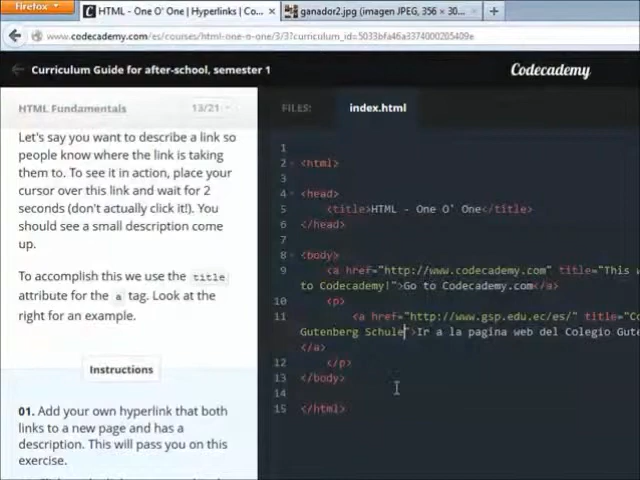 Firefox
HTML - One O' One | Hyperlinks | Co...
ganador2.jpg (imagen JPEG, 356 × 30...
www.codecademy.com/es/courses/html-one-o-one/3/3?curriculum_id=5033bfa46a3374000205409e
Curriculum Guide for after-school, semester 1
Codecademy
HTML Fundamentals
13/21
FILES:
index.html
Let's say you want to describe a link so
people know where the link is taking
them to. To see it in action, place your
cursor over this link and wait for 2
seconds (don't actually click it!). You
should see a small description come
up.
To accomplish this we use the title
attribute for the a tag. Look at the
right for an example.
Instructions
01. Add your own hyperlink that both
links to a new page and has a
description. This will pass you on this
exercise.
1
2 <html>
3
4 <head>
5 <title>HTML - One O' One</title>
6 </head>
7
8 <body>
9 <a href="http://www.codecademy.com" title="This w
to Codecademy!">Go to Codecademy.com</a>
10 <p>
11 <a href="http://www.gsp.edu.ec/es/" title="Co
Gutenberg Schule">Ir a la pagina web del Colegio Gute
</a>
12 </p>
13 </body>
14
15 </html>